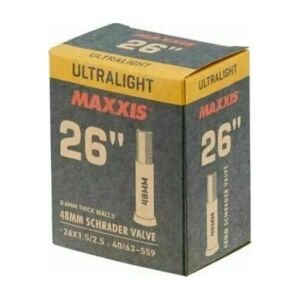 ULTRALIGHT
MAXXIS
26"
48MM
0.6MM THICK WALLS
48MM SCHRADER VALVE
26X1.5/2.5 ; 40/63-559
ULTRALIGHT
MAXXIS
26"
48MM